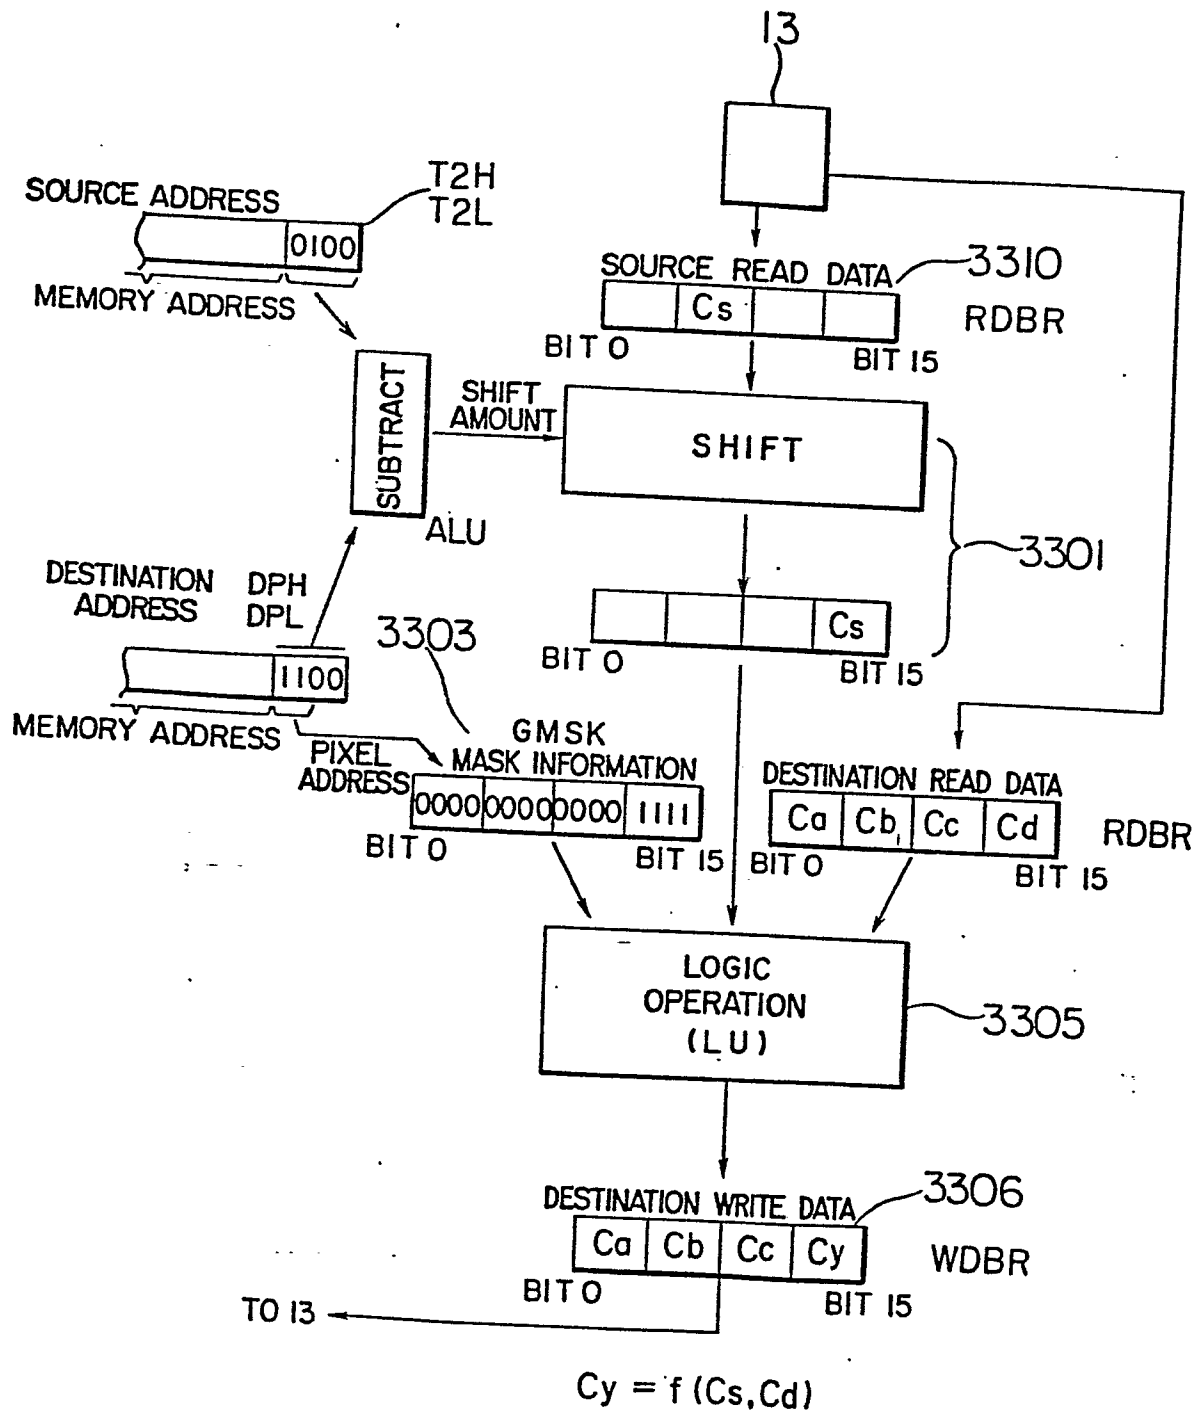 13
SOURCE ADDRESS
T2H
T2L
0100
MEMORY ADDRESS
SOURCE READ DATA
3310
Cs
RDBR
BIT 0
BIT 15
SUBTRACT
SHIFT
AMOUNT
SHIFT
ALU
3301
DESTINATION
ADDRESS
DPH
DPL
Cs
BIT 0
BIT 15
3303
1100
MEMORY ADDRESS
PIXEL
ADDRESS
GMSK
MASK INFORMATION
0000 0000 0000 1111
BIT 0
BIT 15
DESTINATION READ DATA
Ca Cb Cc Cd
RDBR
BIT 0
BIT 15
LOGIC
OPERATION
(LU)
3305
DESTINATION WRITE DATA
3306
Ca Cb Cc Cy
WDBR
BIT 0
BIT 15
TO 13
Cy = f (Cs, Cd)